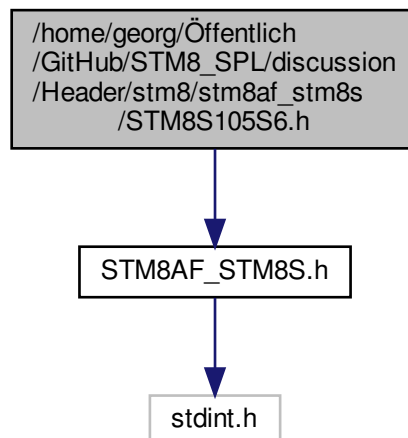 /home/georg/Öffentlich
/GitHub/STM8_SPL/discussion
/Header/stm8/stm8af_stm8s
/STM8S105S6.h
STM8AF_STM8S.h
stdint.h